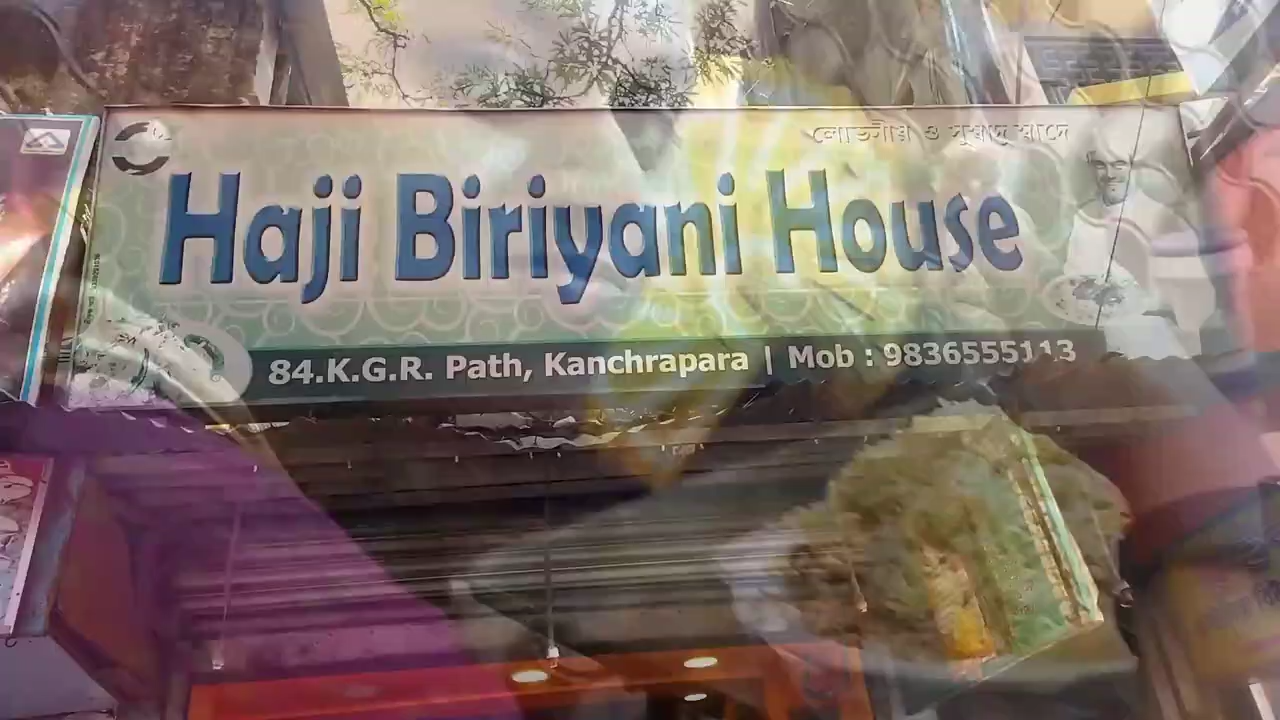 লোভনীয় ও সুস্বাদু স্বাদে
Haji Biriyani House
84.K.G.R. Path, Kanchrapara | Mob : 9836555113